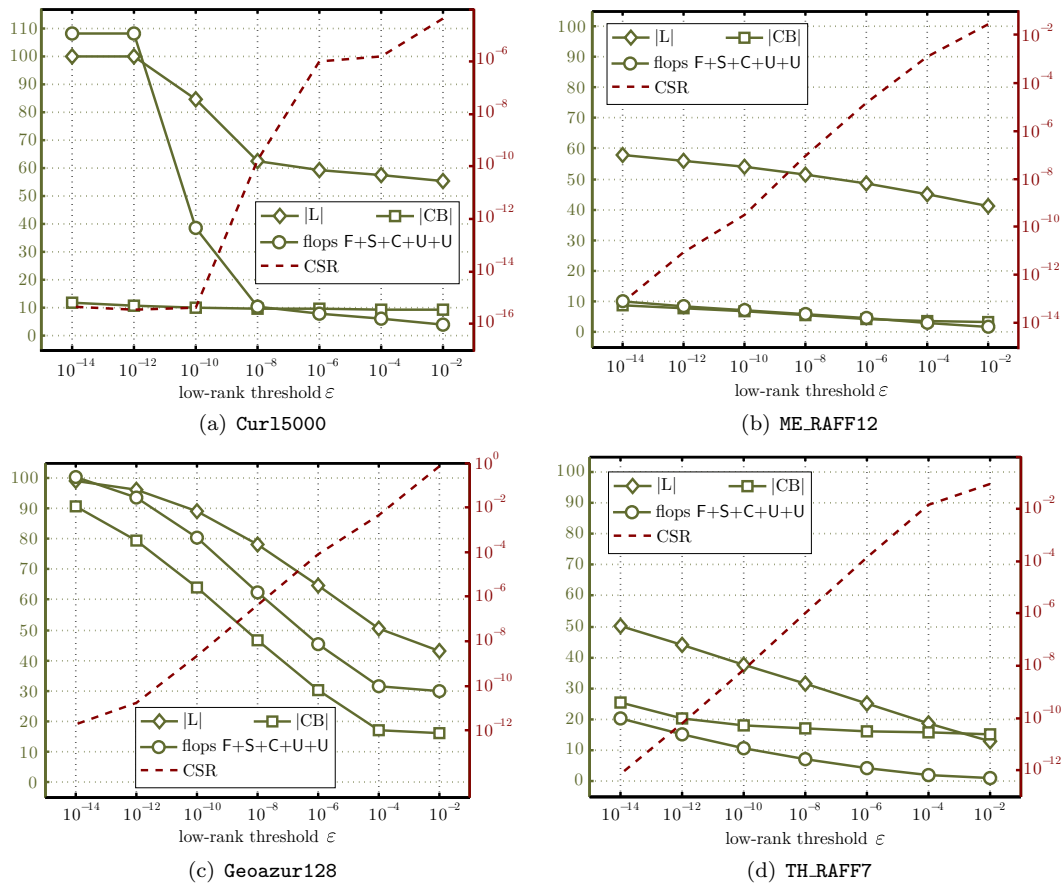 110
100
90
80
70
60
50
40
30
20
10
0
10^−6
10^−10
10^−12
10^−14
10^−16
|L| |CB|
flops F+S+C+U+U
CSR
10^−14 10^−12 10^−10 10^−8 10^−6 10^−4 10^−2
low-rank threshold ε
(a) Curl5000
100
90
80
70
60
50
40
30
20
10
0
10^−2
10^−4
10^−6
10^−8
10^−10
10^−12
10^−14
|L| |CB|
flops F+S+C+U+U
CSR
10^−14 10^−12 10^−10 10^−8 10^−6 10^−4 10^−2
low-rank threshold ε
(b) ME_RAFF12
100
90
80
70
60
50
40
30
20
10
0
10^0
10^−2
10^−4
10^−6
10^−8
10^−10
10^−12
|L| |CB|
flops F+S+C+U+U
CSR
10^−14 10^−12 10^−10 10^−8 10^−6 10^−4 10^−2
low-rank threshold ε
(c) Geoazur128
100
90
80
70
60
50
40
30
20
10
0
10^−2
10^−4
10^−6
10^−8
10^−10
10^−12
|L| |CB|
flops F+S+C+U+U
CSR
10^−14 10^−12 10^−10 10^−8 10^−6 10^−4 10^−2
low-rank threshold ε
(d) TH_RAFF7